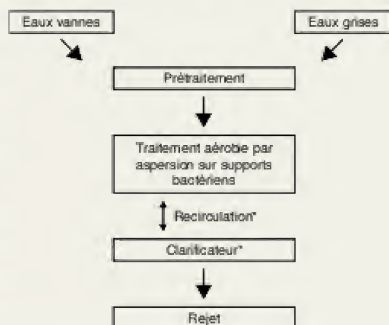 Eaux vannes
Eaux grises
Prétraitement
Traitement aérobie par
aspersion sur supports
bactériens
Recirculation*
Clarificateur*
Rejet